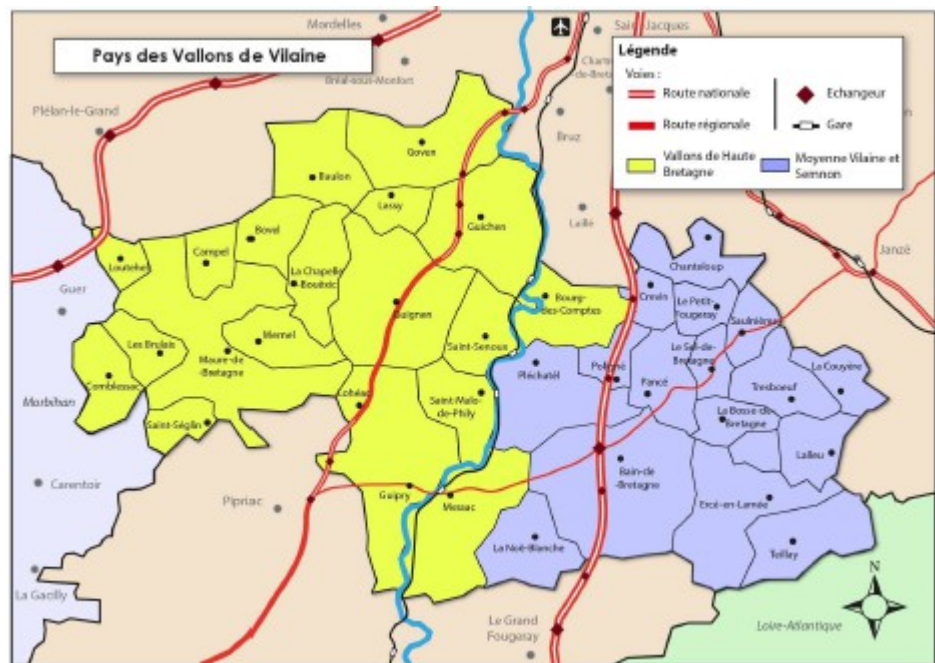 Pays des Vallons de Vilaine
Légende
Voies :
Route nationale
Echangeur
Route régionale
Gare
Vallons de Haute
Bretagne
Moyenne Vilaine et
Semnon
Mordelles
Saint Jacques
Bréal-sous-Monfort
Plélan-le-Grand
Bruz
Goven
Baulon
Lassy
Guichen
Laillé
Janzé
Bovel
Campel
Loutehel
Chanteloup
La Chapelle
Bouëxic
Guer
Crevin
Le Petit-
Fougeray
Bourg-
des-Comptes
Guignen
Saulnières
Mernel
Saint-Senoux
Les Brulais
Maure-de
-Bretagne
Le Sel-de-
Bretagne
Pléchatel
Poligné
Pancé
La Couyère
Comblessac
Tresboeuf
Morbihan
Lohéac
Saint-Malo-
de-Phily
La Bosse-de-
Bretagne
Saint-Séglin
Lalleu
Bain-de
-Bretagne
Carentoir
Guipry
Messac
Pipriac
Ercé-en-Lamée
La Noë-Blanche
Teillay
La Gacilly
N
Le Grand
Fougeray
Loire-Atlantique